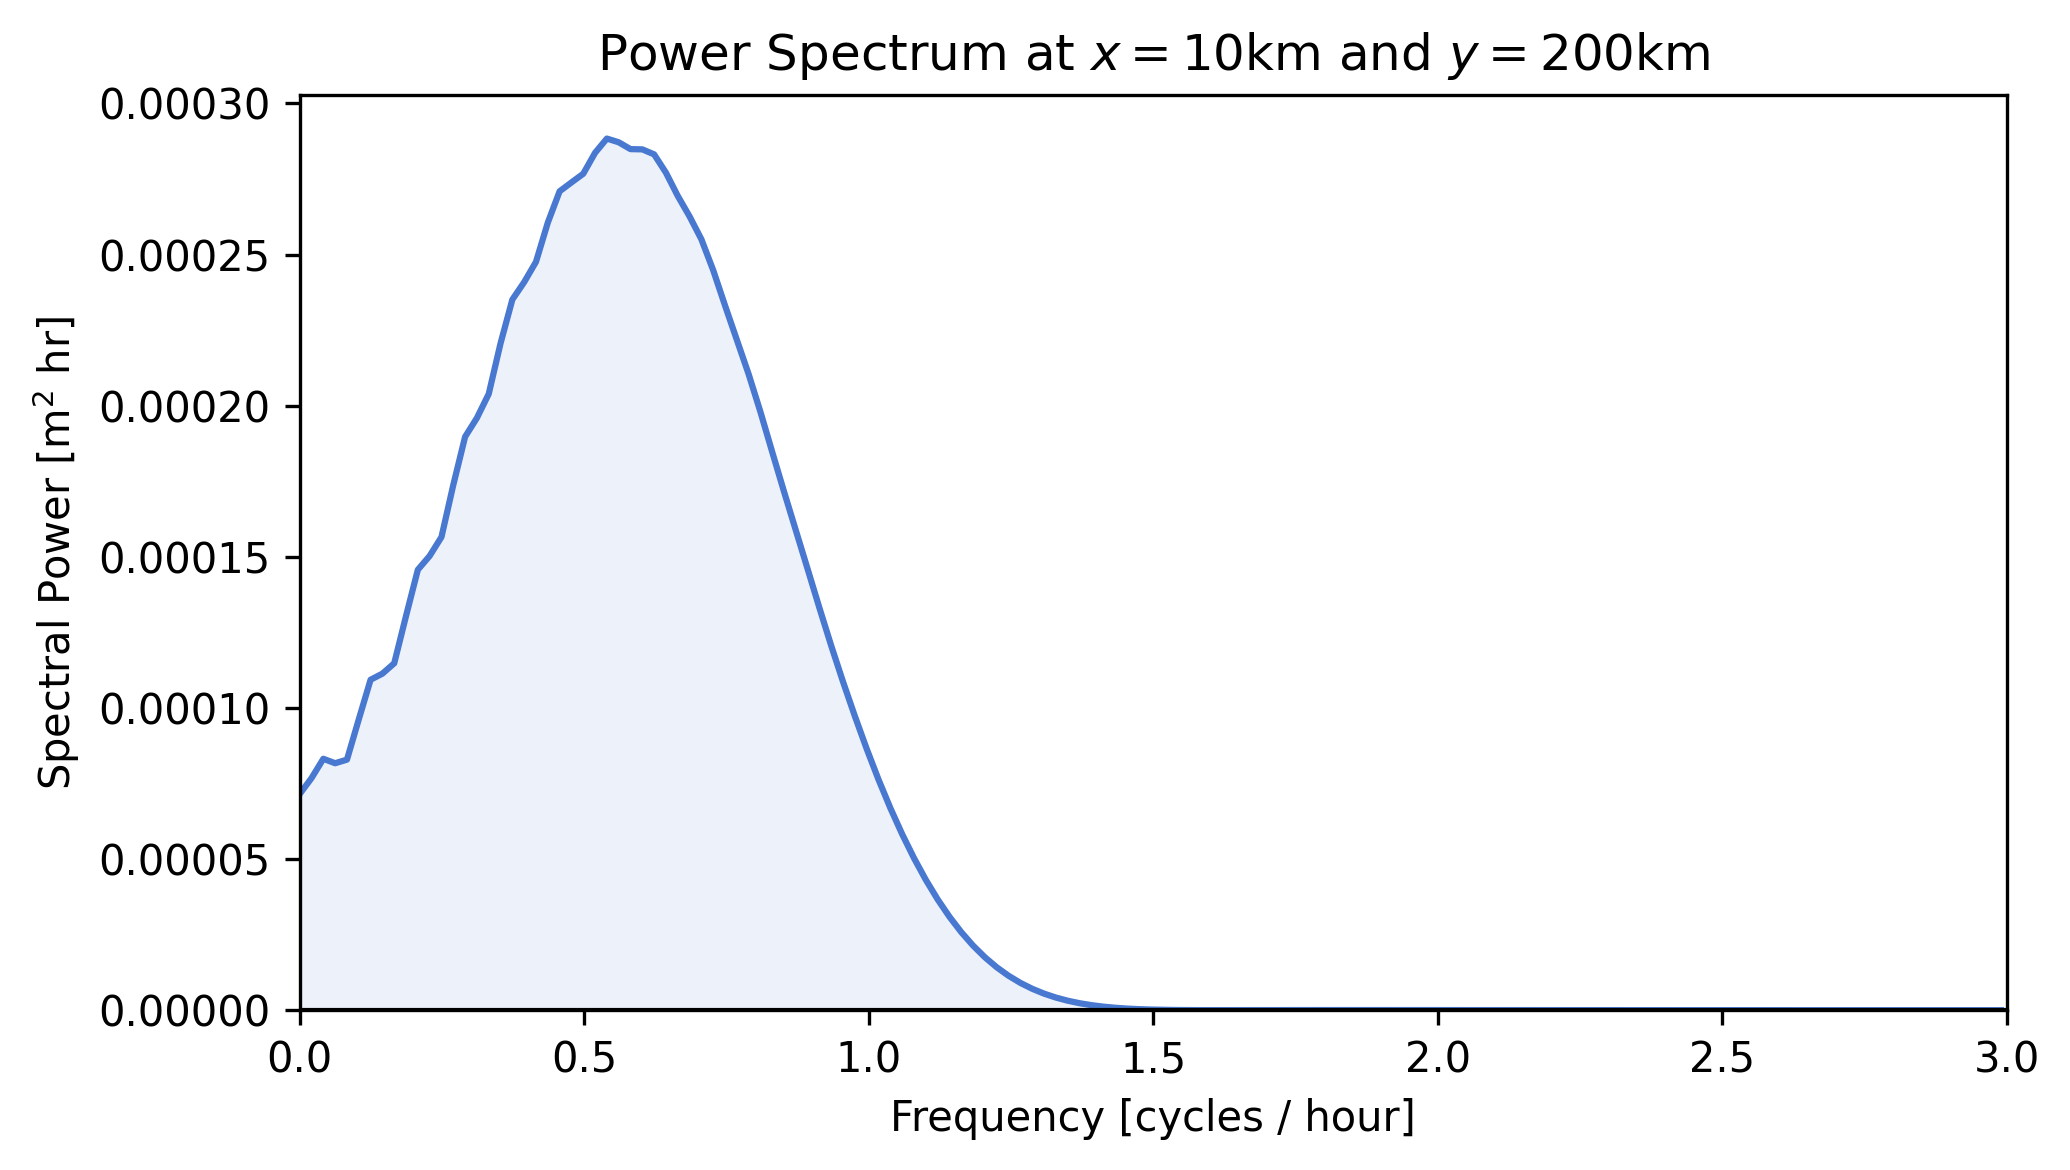 Power Spectrum at x = 10km and y = 200km
Spectral Power [m² hr]
0.00030
0.00025
0.00020
0.00015
0.00010
0.00005
0.00000
0.0 0.5 1.0 1.5 2.0 2.5 3.0
Frequency [cycles / hour]